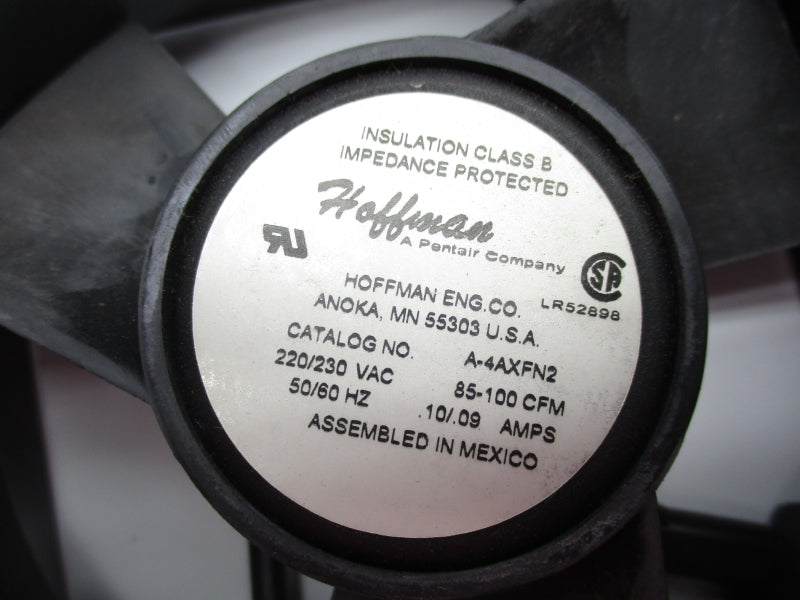 INSULATION CLASS B
IMPEDANCE PROTECTED
Hoffman
A Pentair Company
LR52898
HOFFMAN ENG.CO.
ANOKA, MN 55303 U.S.A.
CATALOG NO. A-4AXFN2
220/230 VAC 85-100 CFM
50/60 HZ .10/.09 AMPS
ASSEMBLED IN MEXICO